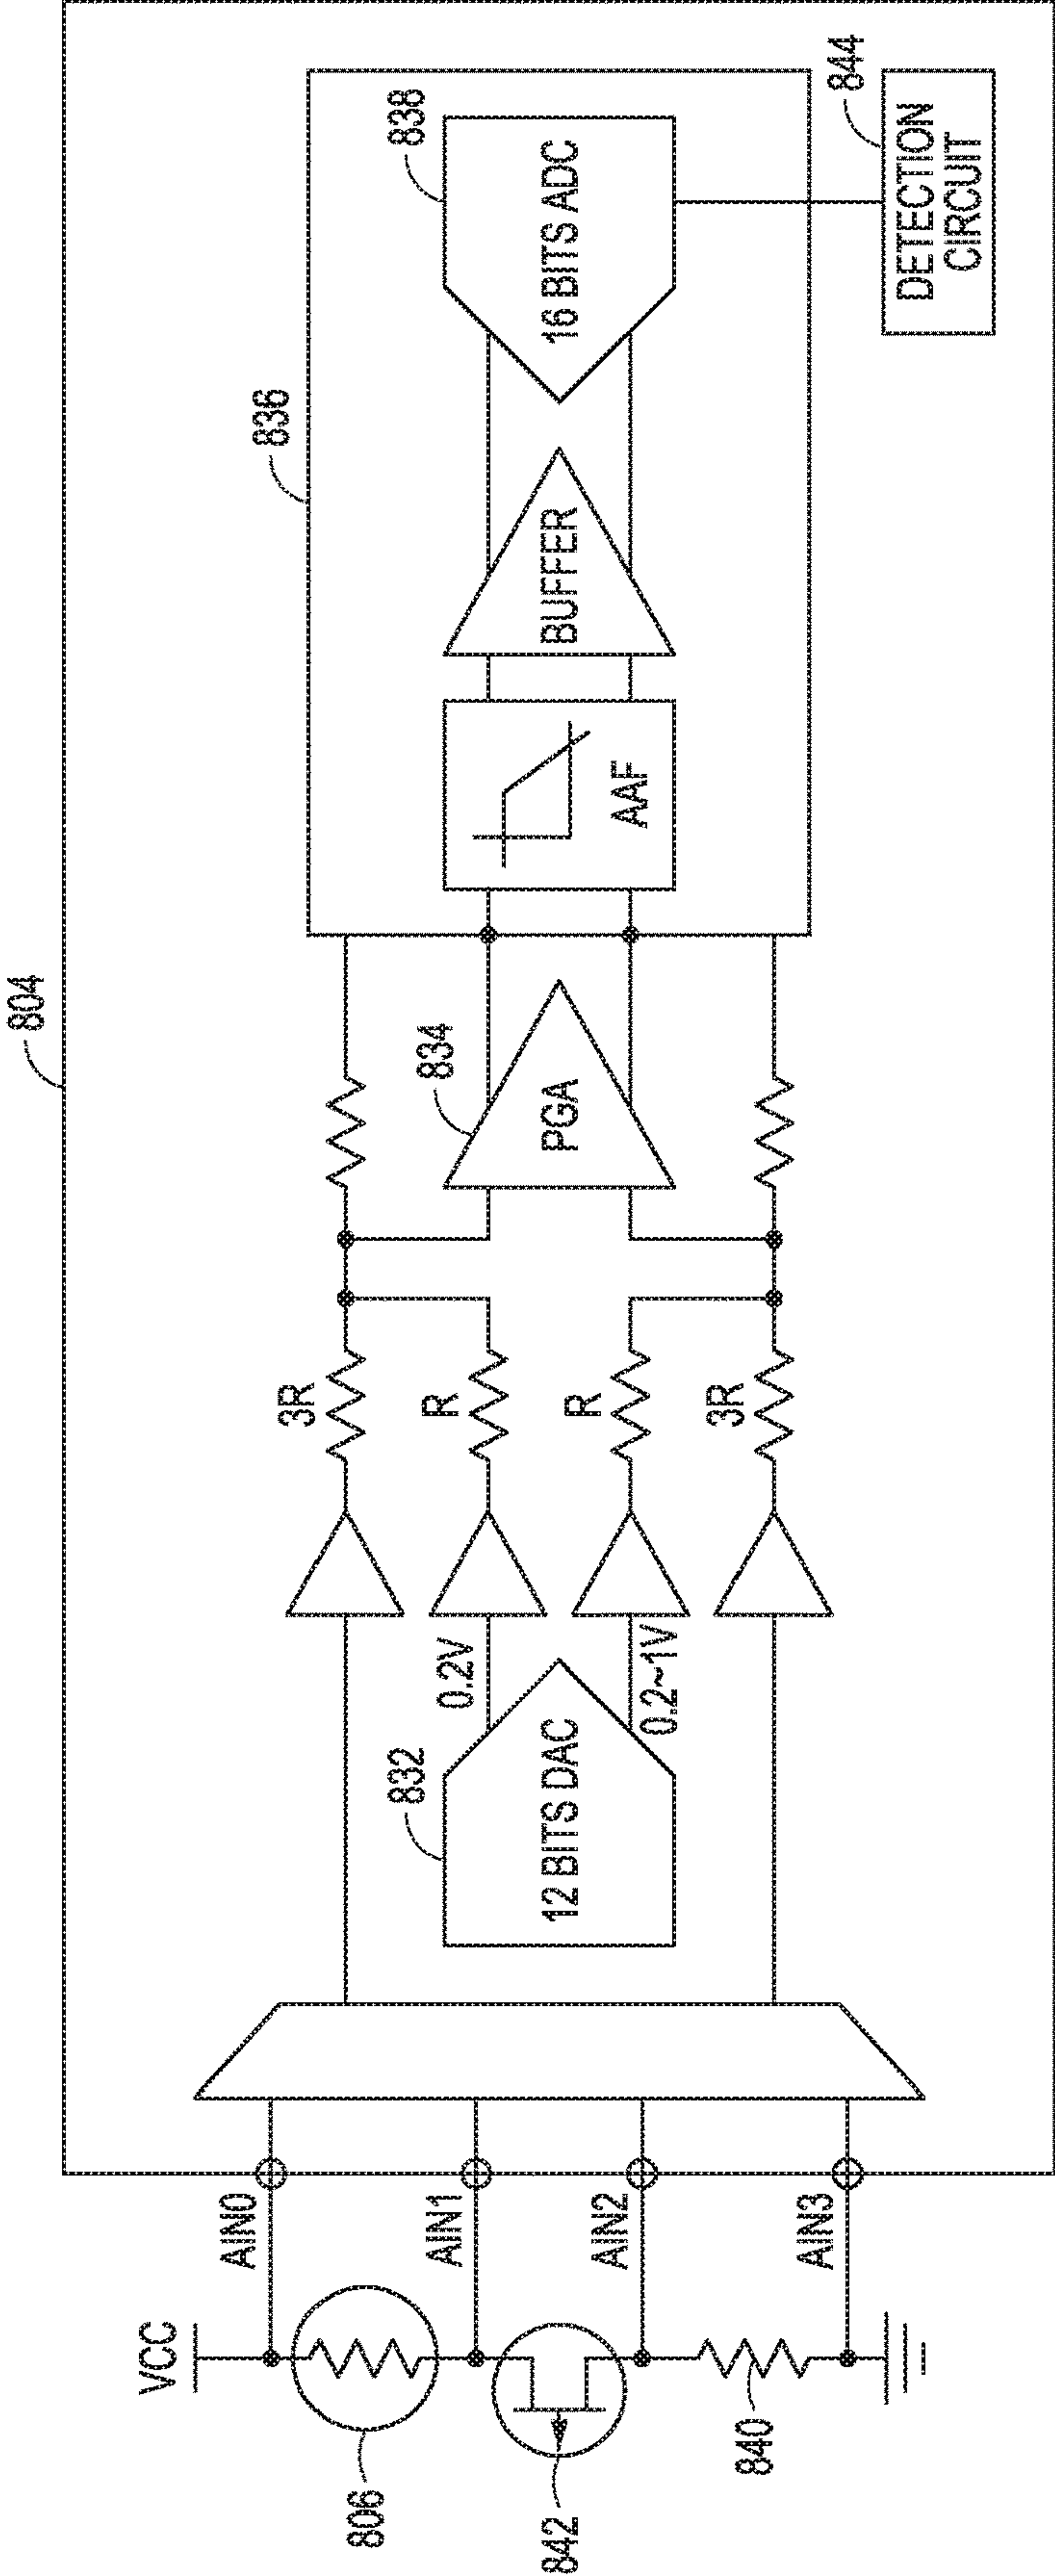 804
836
838
16 BITS ADC
844
DETECTION
CIRCUIT
BUFFER
AAF
834
PGA
3R
R
R
3R
0.2V
0.2~1V
832
12 BITS DAC
AIN0
AIN1
AIN2
AIN3
VCC
806
842
840